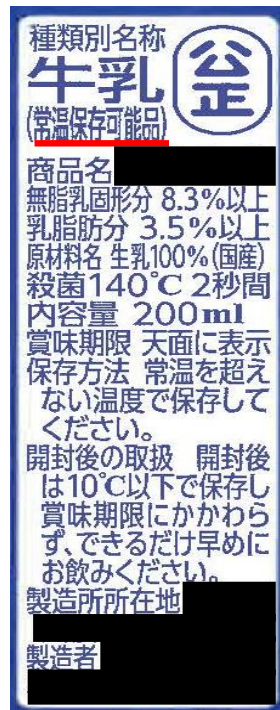 種類別名称
牛乳
公正
(常温保存可能品)
商品名
無脂乳固形分 8.3%以上
乳脂肪分 3.5%以上
原材料名 生乳100%(国産)
殺菌140℃ 2秒間
内容量 200ml
賞味期限 天面に表示
保存方法 常温を超え
ない温度で保存して
ください。
開封後の取扱 開封後
は10℃以下で保存し
賞味期限にかかわら
ず、できるだけ早めに
お飲みください。
製造所所在地
製造者